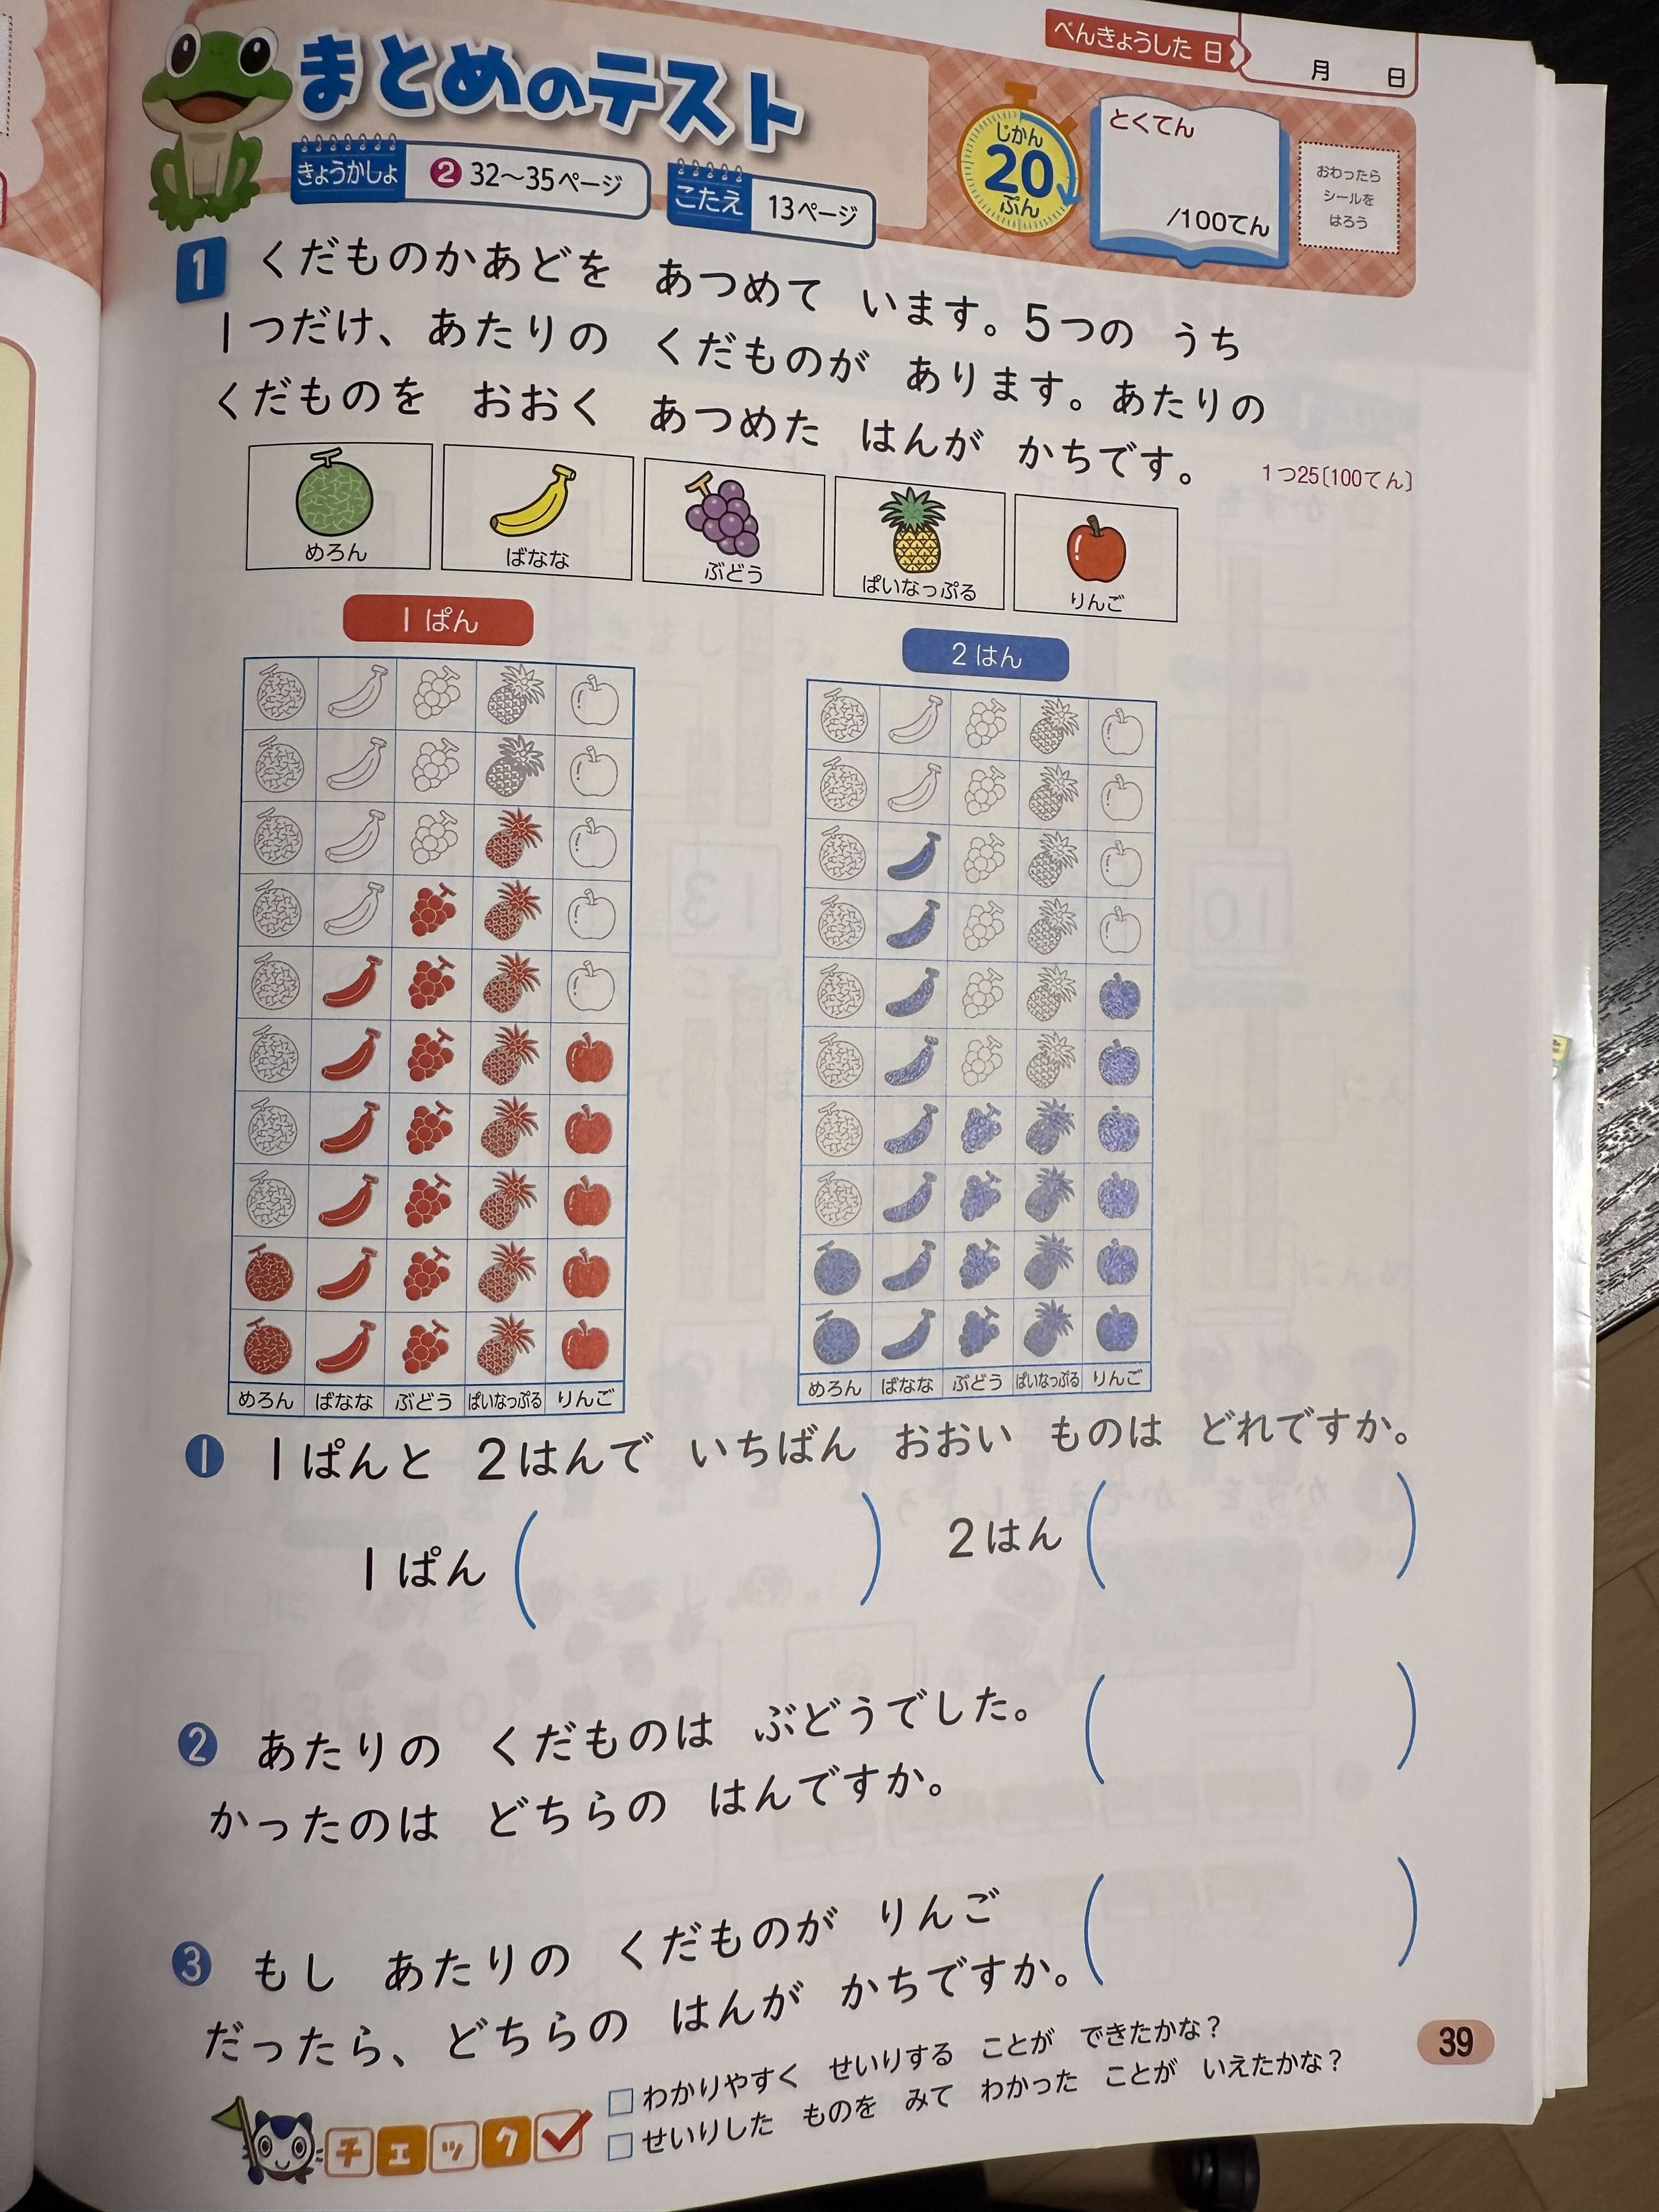 べんきょうした 日
月 日
まとめのテスト
きょうかしょ ② 32〜35ページ
こたえ 13ページ
じかん
20
ぷん
とくてん
/100てん
おわったら
シールを
はろう
1 くだものかあどを あつめて います。5つの うち
1つだけ、あたりの くだものが あります。あたりの
くだものを おおく あつめた はんが かちです。
1つ25〔100てん〕
めろん ばなな ぶどう ぱいなっぷる りんご
1ぱん
2はん
めろん ばなな ぶどう ぱいなっぷる りんご
めろん ばなな ぶどう ぱいなっぷる りんご
❶ 1ぱんと 2はんで いちばん おおい ものは どれですか。
1ぱん( ) 2はん( )
❷ あたりの くだものは ぶどうでした。
かったのは どちらの はんですか。 ( )
❸ もし あたりの くだものが りんご
だったら、どちらの はんが かちですか。 ( )
チェック
□わかりやすく せいりする ことが できたかな?
□せいりした ものを みて わかった ことが いえたかな?
39